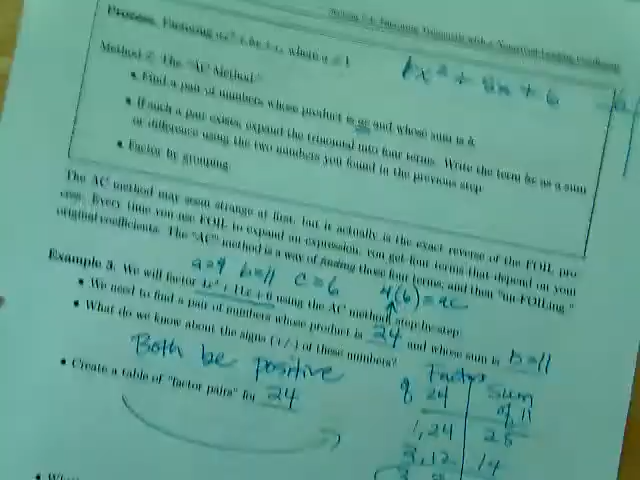 Process. Factoring ax² + bx + c, where a ≠ 1
Method 2. The "AC Method"
1x² + 8x + 6
• Find a pair of numbers whose product is ac and whose sum is b.
• If such a pair exists, expand the trinomial into four terms. Write the term bx as a sum
or difference using the two numbers you found in the previous step
• Factor by grouping
The AC method may seem strange at first, but it actually is the exact reverse of the FOIL pro
cess. Every time you use FOIL to expand an expression, you get four terms that depend on your
original coefficients. The "AC" method is a way of finding those four terms, and then "un-FOILing."
a=4 b=11 c=6 4(6)=ac
Example 3. We will factor 4x² + 11x + 6 using the AC method step-by-step
• We need to find a pair of numbers whose product is 24 and whose sum is b=11
• What do we know about the signs (+/-) of these numbers?
Both be positive
• Create a table of "factor pairs" for 24
Factors
of 24
Sum
of 11
1,24 25
2,12 14